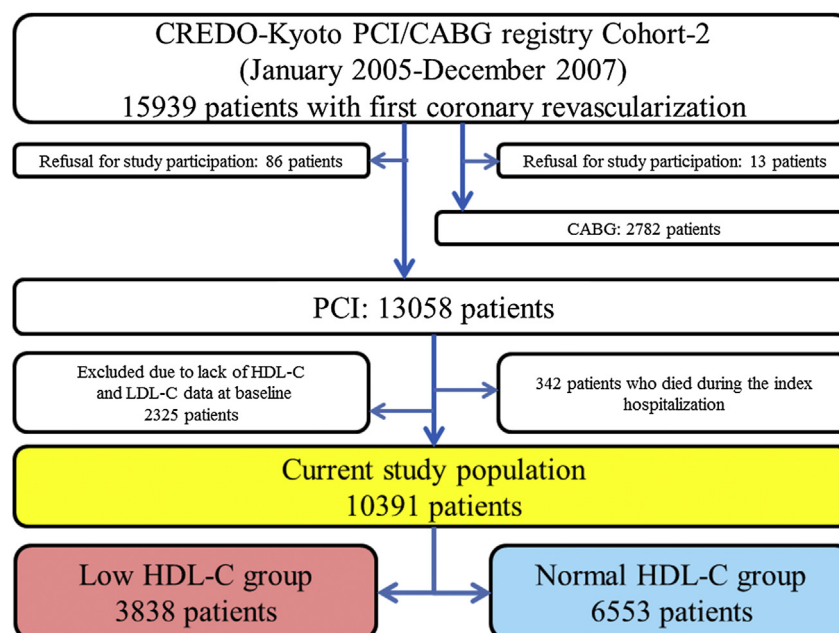 CREDO-Kyoto PCI/CABG registry Cohort-2
(January 2005-December 2007)
15939 patients with first coronary revascularization
Refusal for study participation: 86 patients
Refusal for study participation: 13 patients
CABG: 2782 patients
PCI: 13058 patients
Excluded due to lack of HDL-C
and LDL-C data at baseline
2325 patients
342 patients who died during the index
hospitalization
Current study population
10391 patients
Low HDL-C group
3838 patients
Normal HDL-C group
6553 patients